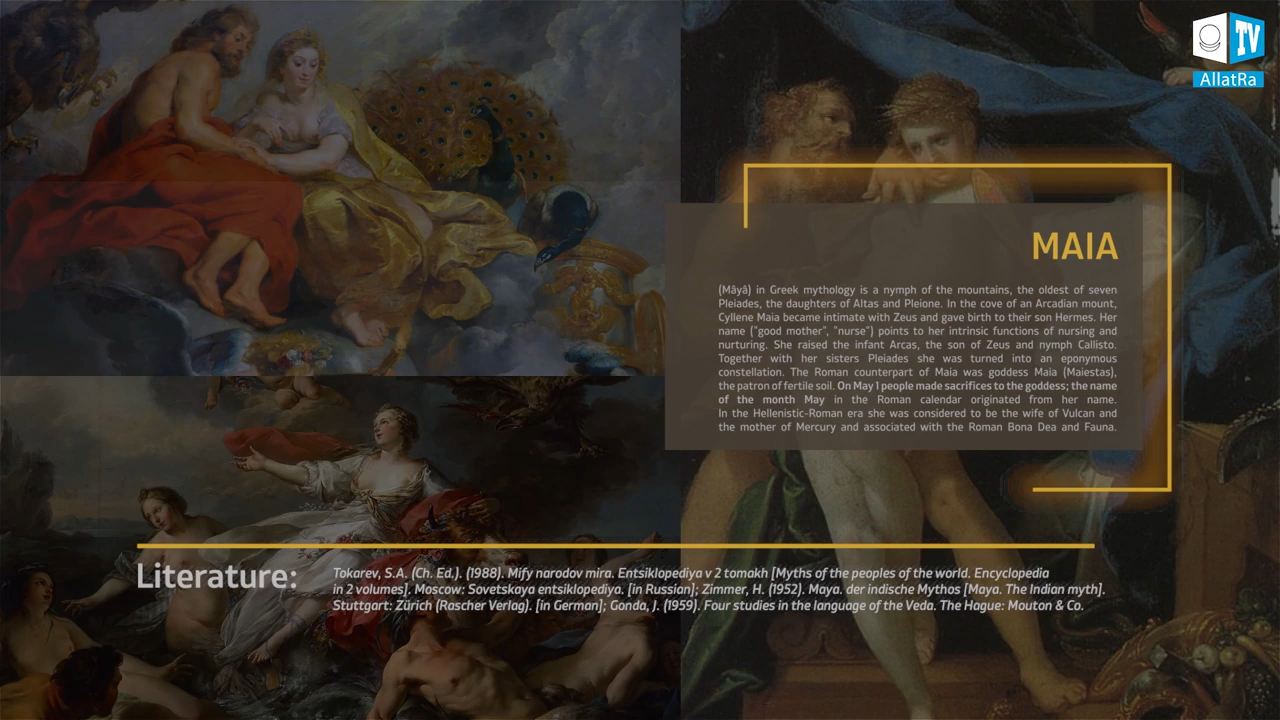 TV
AllatRa
MAIA
(Mâyâ) in Greek mythology is a nymph of the mountains, the oldest of seven
Pleiades, the daughters of Altas and Pleione. In the cove of an Arcadian mount,
Cyllene Maia became intimate with Zeus and gave birth to their son Hermes. Her
name ("good mother", "nurse") points to her intrinsic functions of nursing and
nurturing. She raised the infant Arcas, the son of Zeus and nymph Callisto.
Together with her sisters Pleiades she was turned into an eponymous
constellation. The Roman counterpart of Maia was goddess Maia (Maiestas),
the patron of fertile soil. On May 1 people made sacrifices to the goddess; the name
of the month May in the Roman calendar originated from her name.
In the Hellenistic-Roman era she was considered to be the wife of Vulcan and
the mother of Mercury and associated with the Roman Bona Dea and Fauna.
Literature:
Tokarev, S.A. (Ch. Ed.). (1988). Mify narodov mira. Entsiklopediya v 2 tomakh [Myths of the peoples of the world. Encyclopedia
in 2 volumes]. Moscow: Sovetskaya entsiklopediya. [in Russian]; Zimmer, H. (1952). Maya. der indische Mythos [Maya. The Indian myth].
Stuttgart: Zürich (Rascher Verlag). [in German]; Gonda, J. (1959). Four studies in the language of the Veda. The Hague: Mouton & Co.